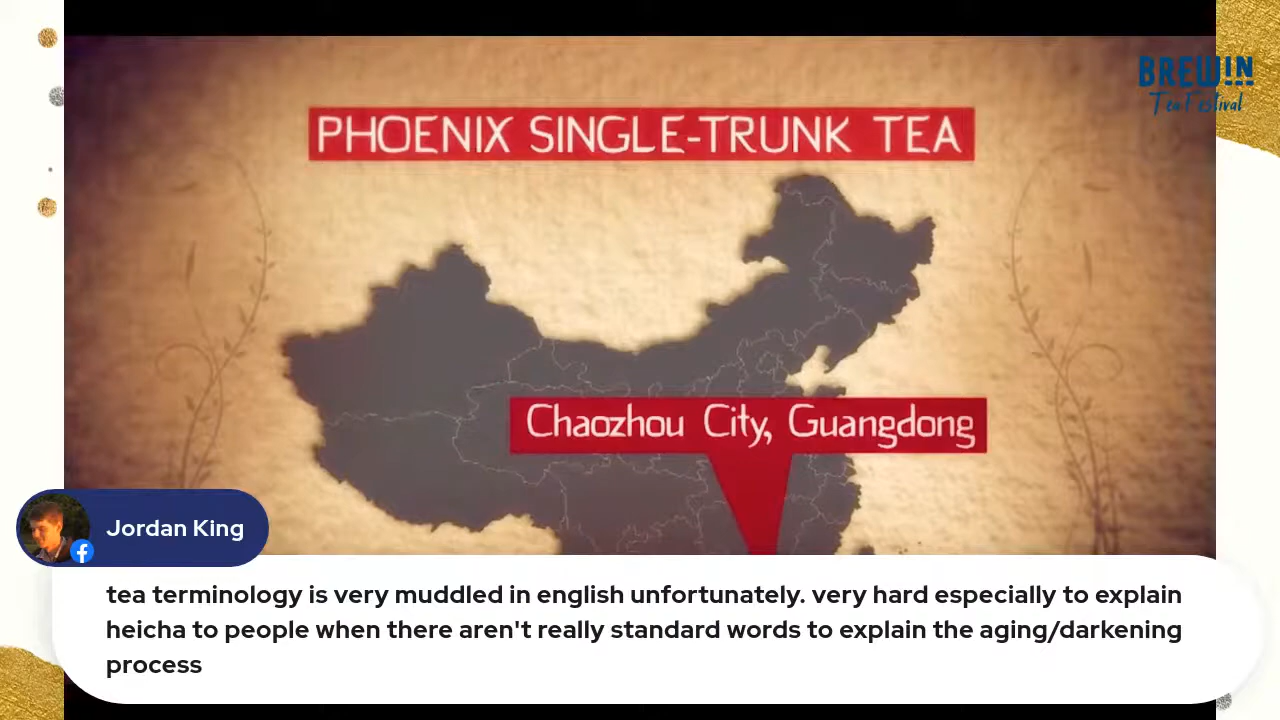 BREWIN
Tea Festival
PHOENIX SINGLE-TRUNK TEA
Chaozhou City, Guangdong
Jordan King
tea terminology is very muddled in english unfortunately. very hard especially to explain
heicha to people when there aren't really standard words to explain the aging/darkening
process